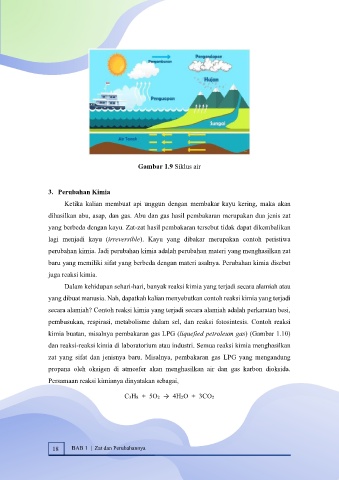 Pengembunan
Pengendapan
Hujan
Penguapan
Sungai
Air Tanah
Gambar 1.9 Siklus air
3. Perubahan Kimia
Ketika kalian membuat api unggun dengan membakar kayu kering, maka akan
dihasilkan abu, asap, dan gas. Abu dan gas hasil pembakaran merupakan dua jenis zat
yang berbeda dengan kayu. Zat-zat hasil pembakaran tersebut tidak dapat dikembalikan
lagi menjadi kayu (irreversible). Kayu yang dibakar merupakan contoh peristiwa
perubahan kimia. Jadi perubahan kimia adalah perubahan materi yang menghasilkan zat
baru yang memiliki sifat yang berbeda dengan materi asalnya. Perubahan kimia disebut
juga reaksi kimia.
Dalam kehidupan sehari-hari, banyak reaksi kimia yang terjadi secara alamiah atau
yang dibuat manusia. Nah, dapatkah kalian menyebutkan contoh reaksi kimia yang terjadi
secara alamiah? Contoh reaksi kimia yang terjadi secara alamiah adalah perkaratan besi,
pembusukan, respirasi, metabolisme dalam sel, dan reaksi fotosintesis. Contoh reaksi
kimia buatan, misalnya pembakaran gas LPG (liquefied petroleum gas) (Gambar 1.10)
dan reaksi-reaksi kimia di laboratorium atau industri. Semua reaksi kimia menghasilkan
zat yang sifat dan jenisnya baru. Misalnya, pembakaran gas LPG yang mengandung
propana oleh oksigen di atmosfer akan menghasilkan air dan gas karbon dioksida.
Persamaan reaksi kimianya dinyatakan sebagai,
C₃H₈ + 5O₂ → 4H₂O + 3CO₂
18 BAB 1 | Zat dan Perubahannya